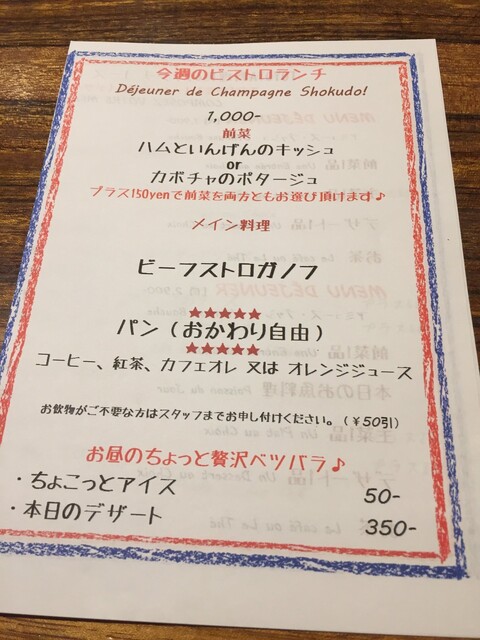 今週のビストロランチ
Déjeuner de Champagne Shokudo!
1,000-
前菜
ハムといんげんのキッシュ
or
カボチャのポタージュ
プラス150yenで前菜を両方ともお選び頂けます♪
メイン料理
ビーフストロガノフ
★★★★★
パン（おかわり自由）
★★★★★
コーヒー、紅茶、カフェオレ 又は オレンジジュース
お飲物がご不要な方はスタッフまでお申し付けください。（￥50引）
お昼のちょっと贅沢ベツバラ♪
・ちょこっとアイス 50-
・本日のデザート 350-